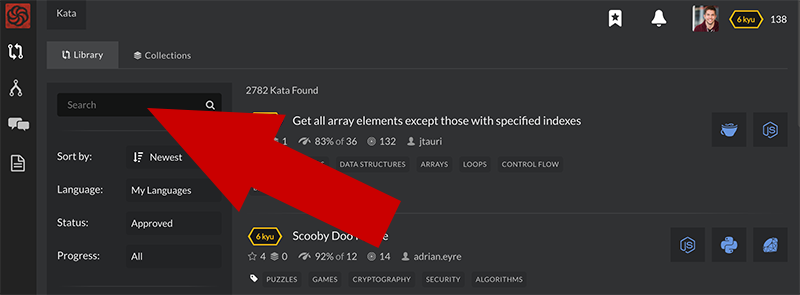 Kata
6 kyu
138
Library
Collections
Search
2782 Kata Found
Get all array elements except those with specified indexes
1 83% of 36 132 jtauri
DATA STRUCTURES ARRAYS LOOPS CONTROL FLOW
Sort by: Newest
Language: My Languages
Status: Approved
Progress: All
6 kyu Scooby Doo
4 0 92% of 12 14 adrian.eyre
PUZZLES GAMES CRYPTOGRAPHY SECURITY ALGORITHMS
JS
JS